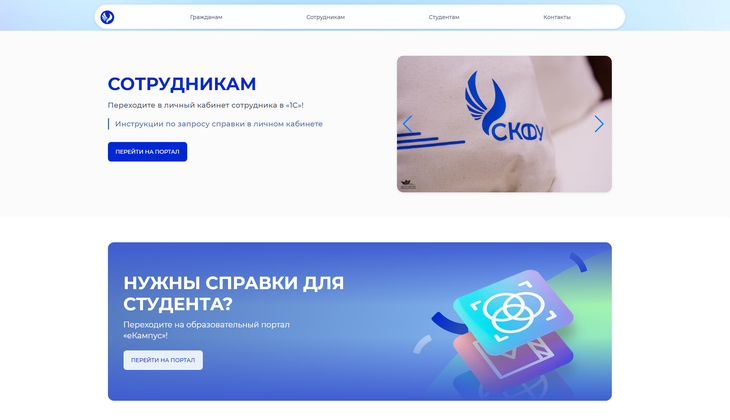 Гражданам
Сотрудникам
Студентам
Контакты
СОТРУДНИКАМ
Переходите в личный кабинет сотрудника в «1С»!
Инструкции по запросу справки в личном кабинете
ПЕРЕЙТИ НА ПОРТАЛ
СКФУ
НУЖНЫ СПРАВКИ ДЛЯ
СТУДЕНТА?
Переходите на образовательный портал
«еКампус»!
ПЕРЕЙТИ НА ПОРТАЛ